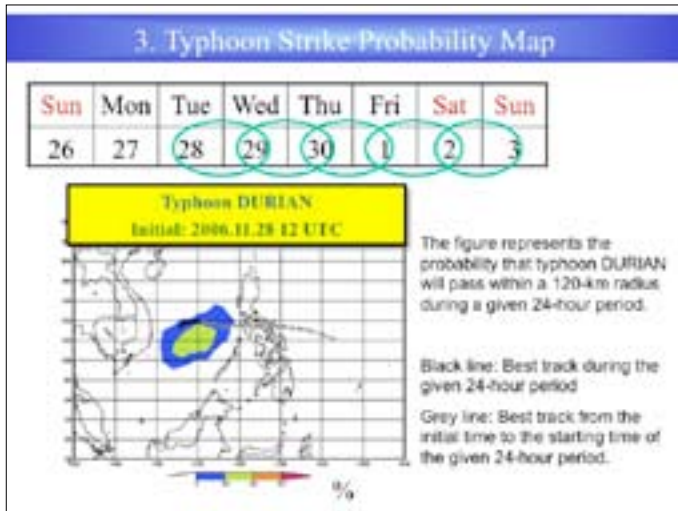 3. Typhoon Strike Probability Map
Sun Mon Tue Wed Thu Fri Sat Sun
26 27 28 29 30 1 2 3
Typhoon DURIAN
Initial: 2006.11.28 12 UTC
The figure represents the
probability that typhoon DURIAN
will pass within a 120-km radius
during a given 24-hour period.
Black line: Best track during the
given 24-hour period
Grey line: Best track from the
initial time to the starting time of
the given 24-hour period.
%